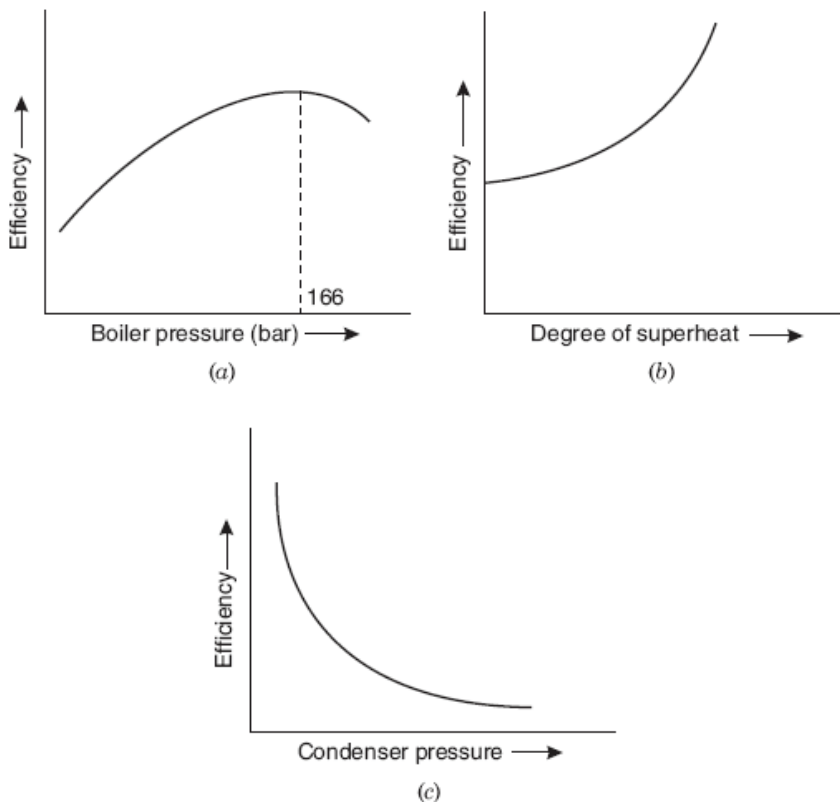 Efficiency
166
Boiler pressure (bar)
(a)
Efficiency
Degree of superheat
(b)
Efficiency
Condenser pressure
(c)